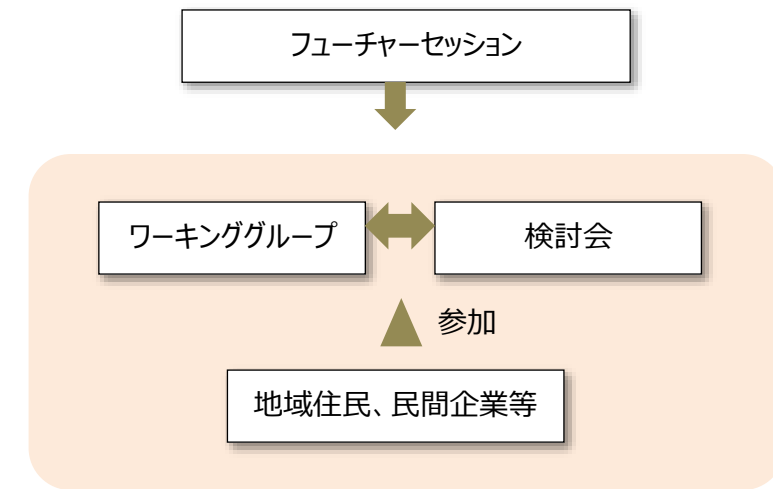 フューチャーセッション
ワーキンググループ
検討会
参加
地域住民、民間企業等